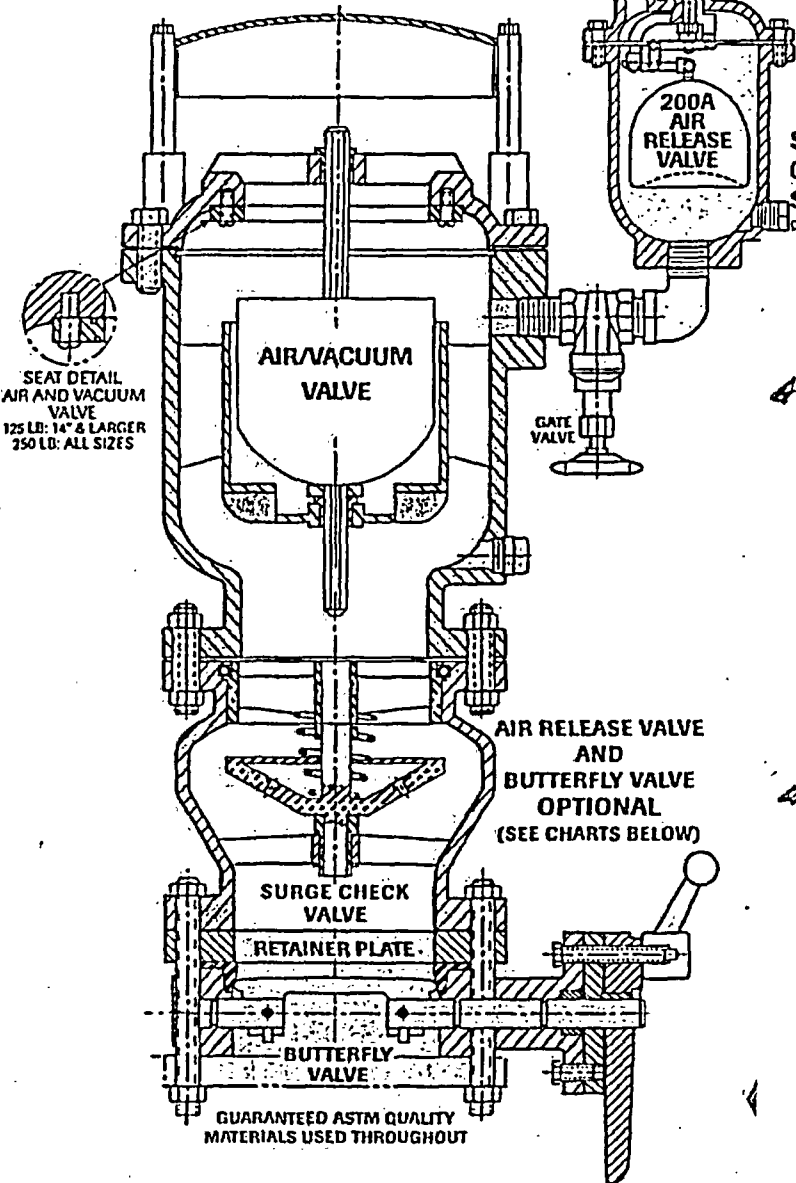 200A
AIR
RELEASE
VALVE
AIR/VACUUM
VALVE
SEAT DETAIL
AIR AND VACUUM
VALVE
125 LB: 14" & LARGER
250 LB: ALL SIZES
GATE
VALVE
AIR RELEASE VALVE
AND
BUTTERFLY VALVE
OPTIONAL
(SEE CHARTS BELOW)
SURGE CHECK
VALVE
RETAINER PLATE
BUTTERFLY
VALVE
GUARANTEED ASTM QUALITY
MATERIALS USED THROUGHOUT